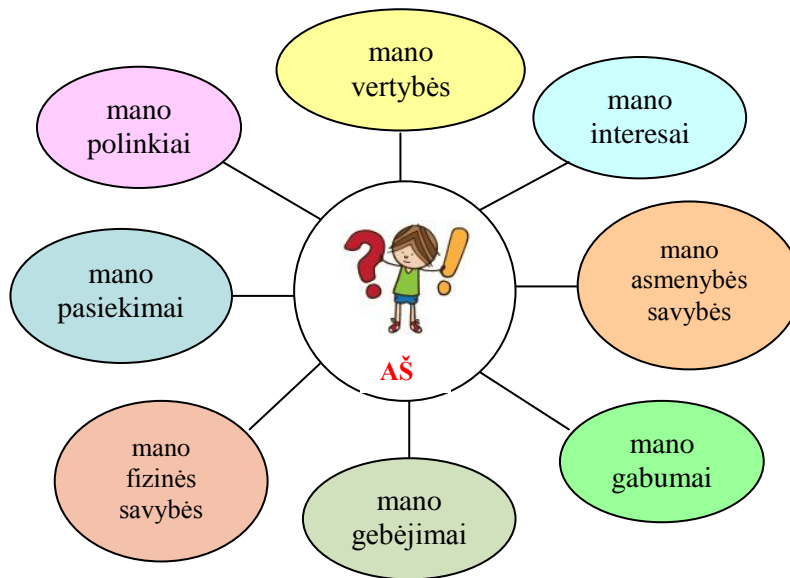 mano
vertybės
mano
polinkiai
mano
interesai
mano
pasiekimai
?
!
AŠ
mano
asmenybės
savybės
mano
fizinės
savybės
mano
gebėjimai
mano
gabumai